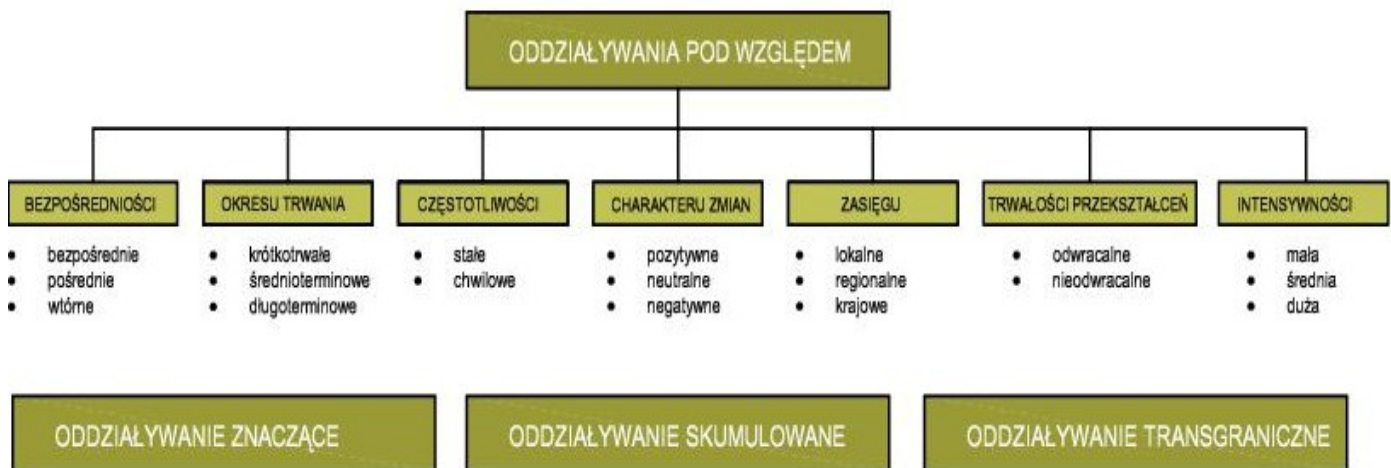 ODDZIAŁYWANIA POD WZGLĘDEM
BEZPOŚREDNIOŚCI
• bezpośrednie
• pośrednie
• wtórne
OKRESU TRWANIA
• krótkotrwałe
• średnioterminowe
• długoterminowe
CZĘSTOTLIWOŚCI
• stałe
• chwilowe
CHARAKTERU ZMIAN
• pozytywne
• neutralne
• negatywne
ZASIĘGU
• lokalne
• regionalne
• krajowe
TRWAŁOŚCI PRZEKSZTAŁCEŃ
• odwracalne
• nieodwracalne
INTENSYWNOŚCI
• mała
• średnia
• duża
ODDZIAŁYWANIE ZNACZĄCE
ODDZIAŁYWANIE SKUMULOWANE
ODDZIAŁYWANIE TRANSGRANICZNE